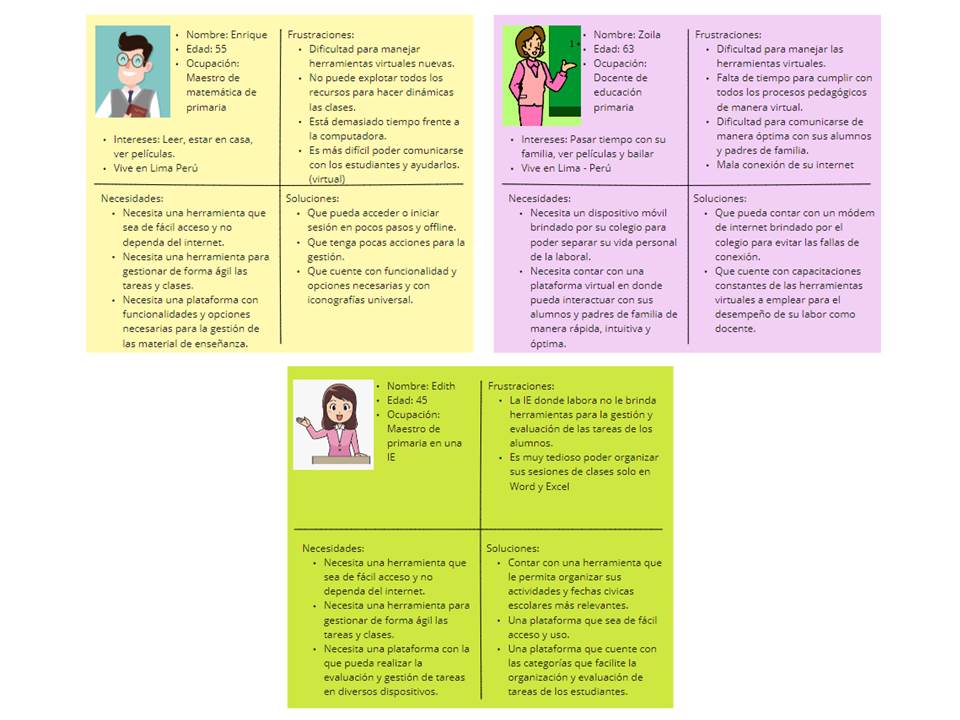 • Nombre: Enrique
• Edad: 55
• Ocupación:
Maestro de
matemática de
primaria
• Intereses: Leer, estar en casa,
ver películas.
• Vive en Lima Perú
Frustraciones:
• Dificultad para manejar
herramientas virtuales nuevas.
• No puede explotar todos los
recursos para hacer dinámicas
las clases.
• Está demasiado tiempo frente a
la computadora.
• Es más difícil poder comunicarse
con los estudiantes y ayudarlos.
(virtual)
Necesidades:
• Necesita una herramienta que
sea de fácil acceso y no
dependa del internet.
• Necesita una herramienta para
gestionar de forma ágil las
tareas y clases.
• Necesita una plataforma con
funcionalidades y opciones
necesarias para la gestión de
las material de enseñanza.
Soluciones:
• Que pueda acceder o iniciar
sesión en pocos pasos y offline.
• Que tenga pocas acciones para la
gestión.
• Que cuente con funcionalidad y
opciones necesarias y con
iconografías universal.
• Nombre: Zoila
• Edad: 63
• Ocupación:
Docente de
educación
primaria
• Intereses: Pasar tiempo con su
familia, ver películas y bailar
• Vive en Lima - Perú
Frustraciones:
• Dificultad para manejar las
herramientas virtuales.
• Falta de tiempo para cumplir con
todos los procesos pedagógicos
de manera virtual.
• Dificultad para comunicarse de
manera óptima con sus alumnos
y padres de familia.
• Mala conexión de su internet
Necesidades:
• Necesita un dispositivo móvil
brindado por su colegio para
poder separar su vida personal
de la laboral.
• Necesita contar con una
plataforma virtual en donde
pueda interactuar con sus
alumnos y padres de familia de
manera rápida, intuitiva y
óptima.
Soluciones:
• Que pueda contar con un módem
de internet brindado por el
colegio para evitar las fallas de
conexión.
• Que cuente con capacitaciones
constantes de las herramientas
virtuales a emplear para el
desempeño de su labor como
docente.
• Nombre: Edith
• Edad: 45
• Ocupación:
Maestro de
primaria en una
IE
Frustraciones:
• La IE donde labora no le brinda
herramientas para la gestión y
evaluación de las tareas de los
alumnos.
• Es muy tedioso poder organizar
sus sesiones de clases solo en
Word y Excel
Necesidades:
• Necesita una herramienta que
sea de fácil acceso y no
dependa del internet.
• Necesita una herramienta para
gestionar de forma ágil las
tareas y clases.
• Necesita una plataforma con la
que pueda realizar la
evaluación y gestión de tareas
en diversos dispositivos.
Soluciones:
• Contar con una herramienta que
le permita organizar sus
actividades y fechas civicas
escolares más relevantes.
• Una plataforma que sea de fácil
acceso y uso.
• Una plataforma que cuente con
las categorías que facilite la
organización y evaluación de
tareas de los estudiantes.